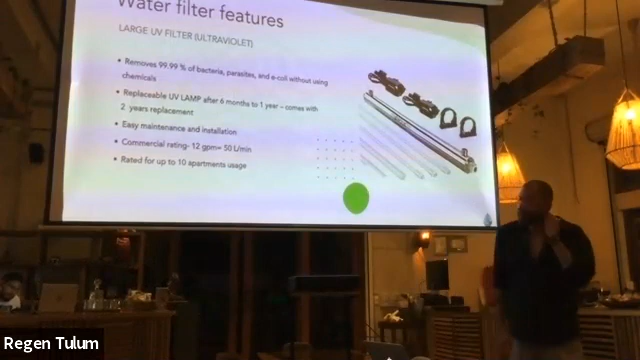 Water filter features
LARGE UV FILTER (ULTRAVIOLET)
• Removes 99.99 % of bacteria, parasites, and e-coli without using
chemicals
• Replaceable UV LAMP after 6 months to 1 year – comes with
2 years replacement
• Easy maintenance and installation
• Commercial rating- 12 gpm= 50 L/min
• Rated for up to 10 apartments usage
Regen Tulum